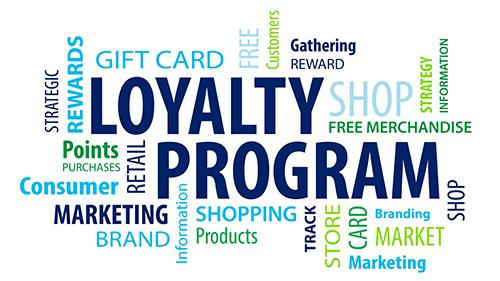 STRATEGIC
REWARDS
GIFT CARD
FREE
Customers
Gathering
REWARD
STRATEGY
INFORMATION
LOYALTY
SHOP
FREE MERCHANDISE
Points
PURCHASES
RETAIL
PROGRAM
Consumer
MARKETING
BRAND
Information
SHOPPING
Products
TRACK
STORE
CARD
Branding
MARKET
Marketing
SHOP